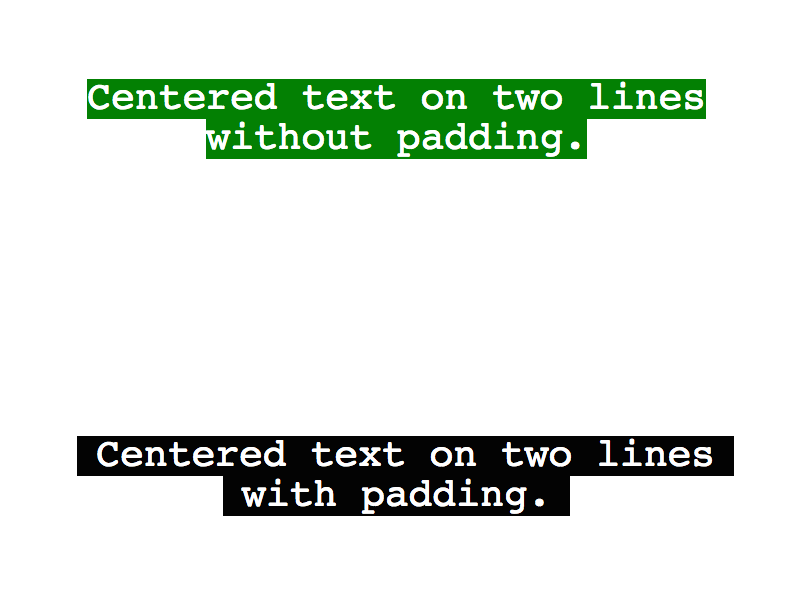 Centered text on two lines
without padding.
Centered text on two lines
with padding.